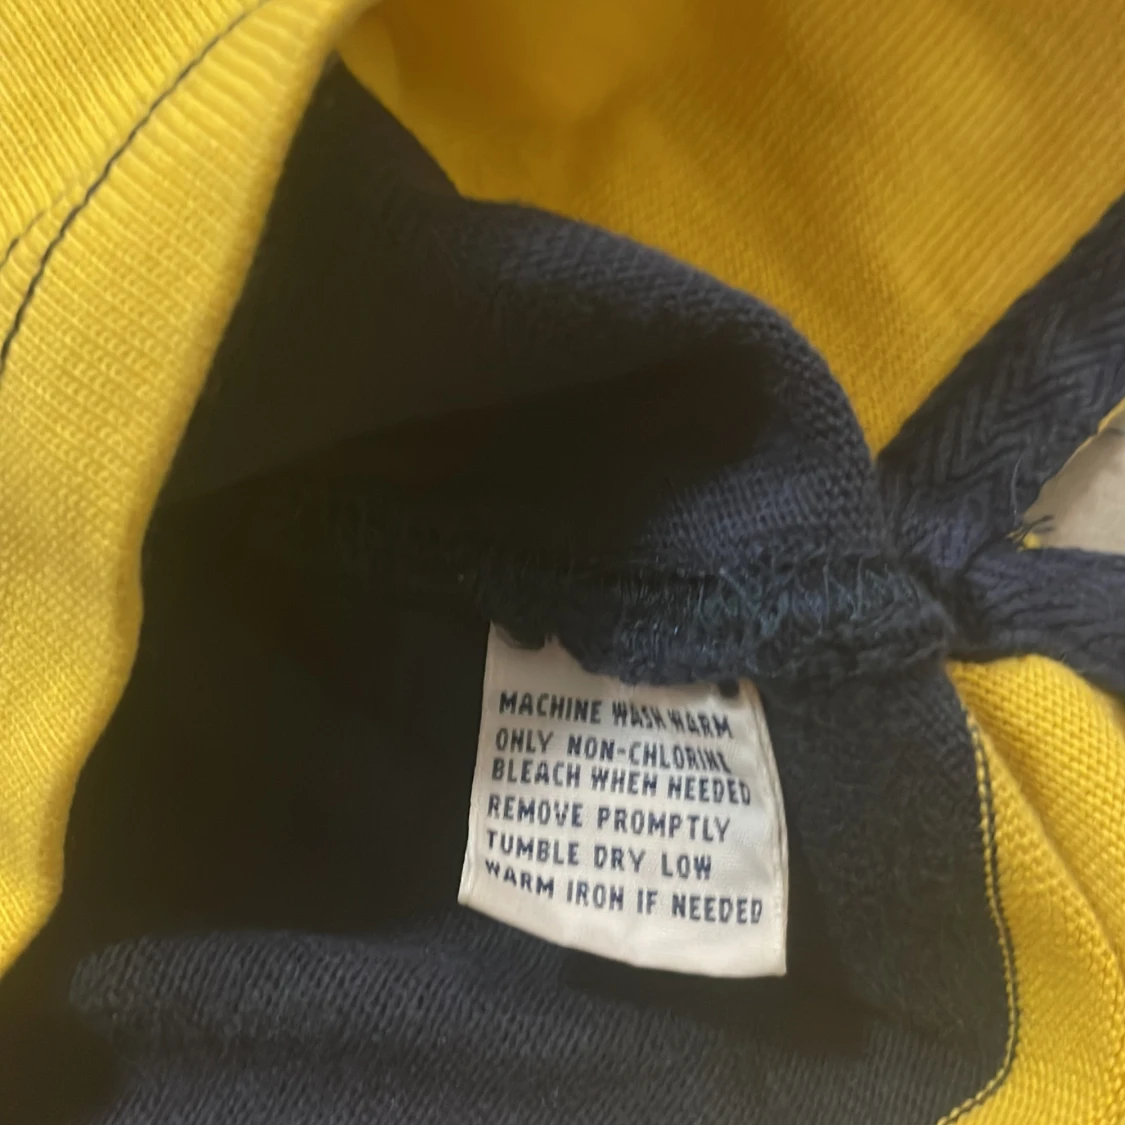 MACHINE WASH WARM
ONLY NON-CHLORINE
BLEACH WHEN NEEDED
REMOVE PROMPTLY
TUMBLE DRY LOW
WARM IRON IF NEEDED